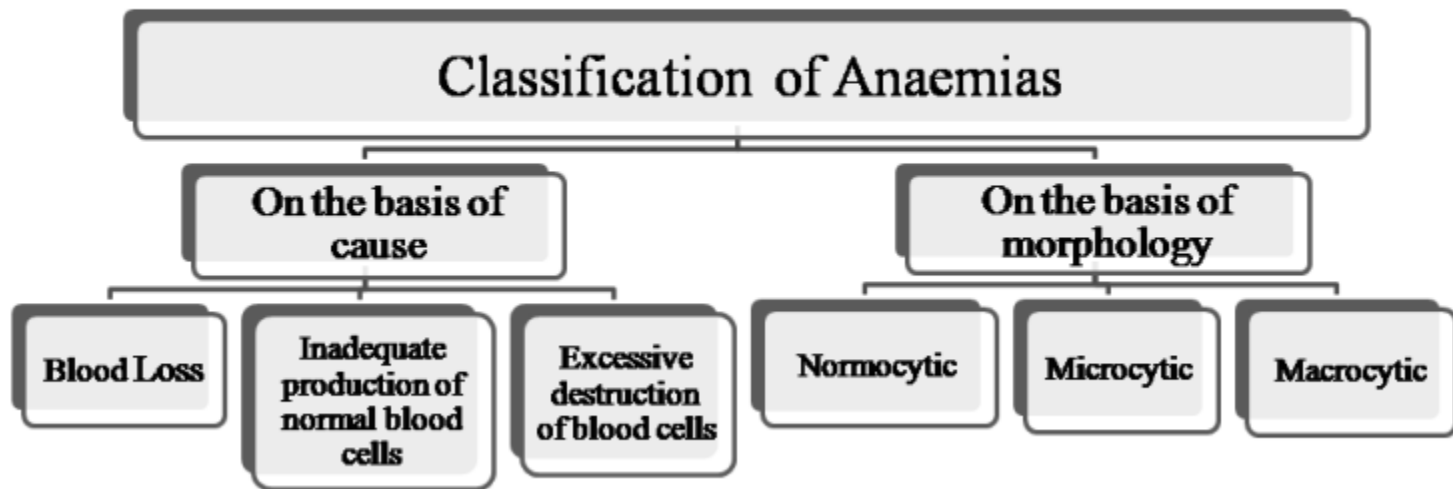 Classification of Anaemias
On the basis of
cause
On the basis of
morphology
Blood Loss
Inadequate
production of
normal blood
cells
Excessive
destruction
of blood cells
Normocytic
Microcytic
Macrocytic